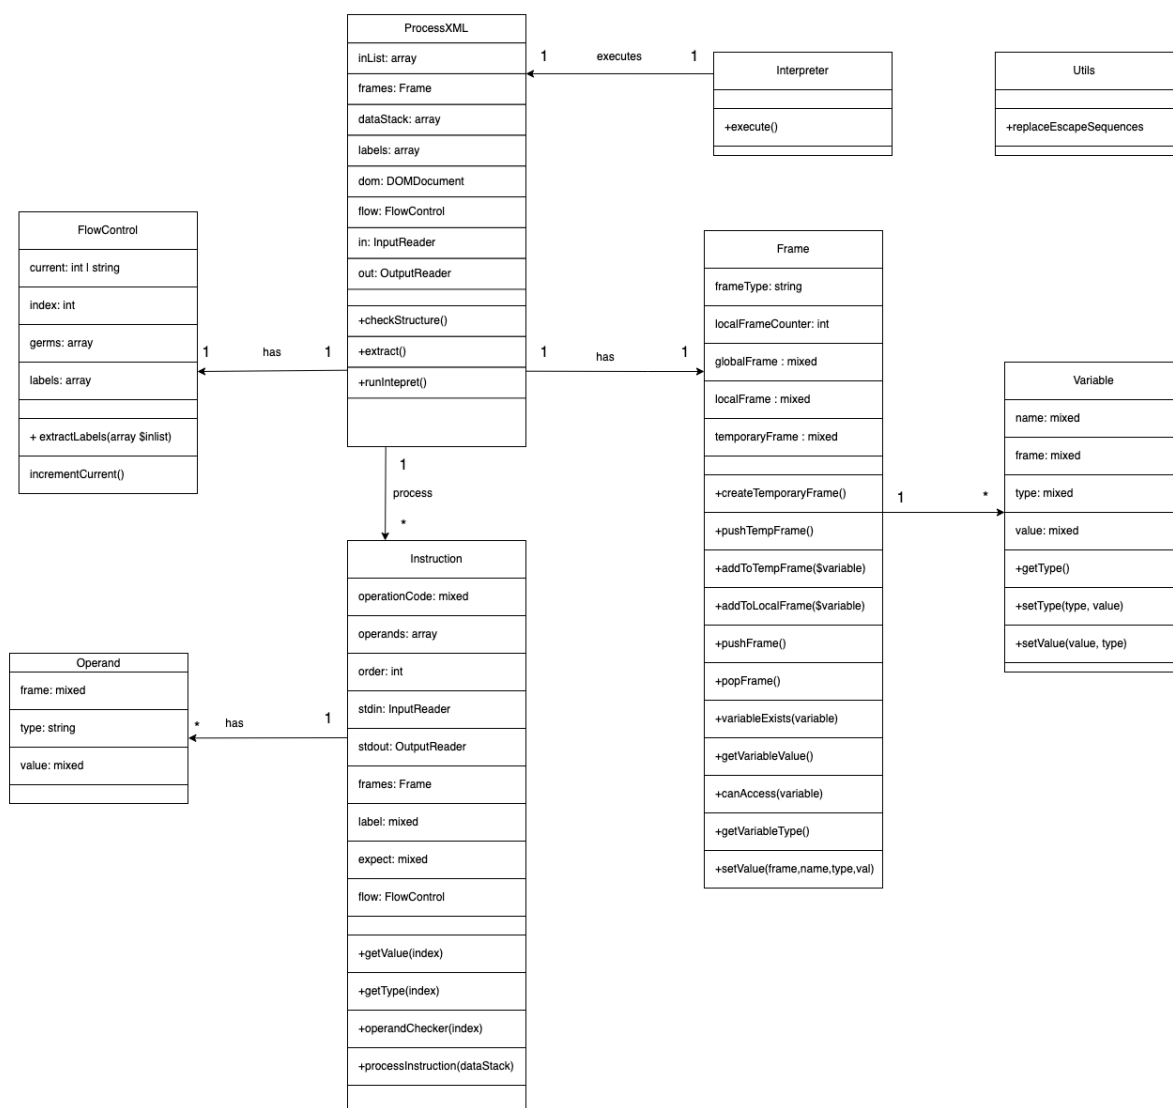 ProcessXML
inList: array
frames: Frame
dataStack: array
labels: array
dom: DOMDocument
flow: FlowControl
in: InputReader
out: OutputReader
+checkStructure()
+extract()
+runIntepret()
1 executes 1
Interpreter
+execute()
Utils
+replaceEscapeSequences
FlowControl
current: int | string
index: int
germs: array
labels: array
+ extractLabels(array $inlist)
incrementCurrent()
1 has 1
1 has 1
Frame
frameType: string
localFrameCounter: int
globalFrame : mixed
localFrame : mixed
temporaryFrame : mixed
+createTemporaryFrame()
+pushTempFrame()
+addToTempFrame($variable)
+addToLocalFrame($variable)
+pushFrame()
+popFrame()
+variableExists(variable)
+getVariableValue()
+canAccess(variable)
+getVariableType()
+setValue(frame,name,type,val)
1 *
Variable
name: mixed
frame: mixed
type: mixed
value: mixed
+getType()
+setType(type, value)
+setValue(value, type)
1
process
*
Instruction
operationCode: mixed
operands: array
order: int
stdin: InputReader
stdout: OutputReader
frames: Frame
label: mixed
expect: mixed
flow: FlowControl
+getValue(index)
+getType(index)
+operandChecker(index)
+processInstruction(dataStack)
* has 1
Operand
frame: mixed
type: string
value: mixed